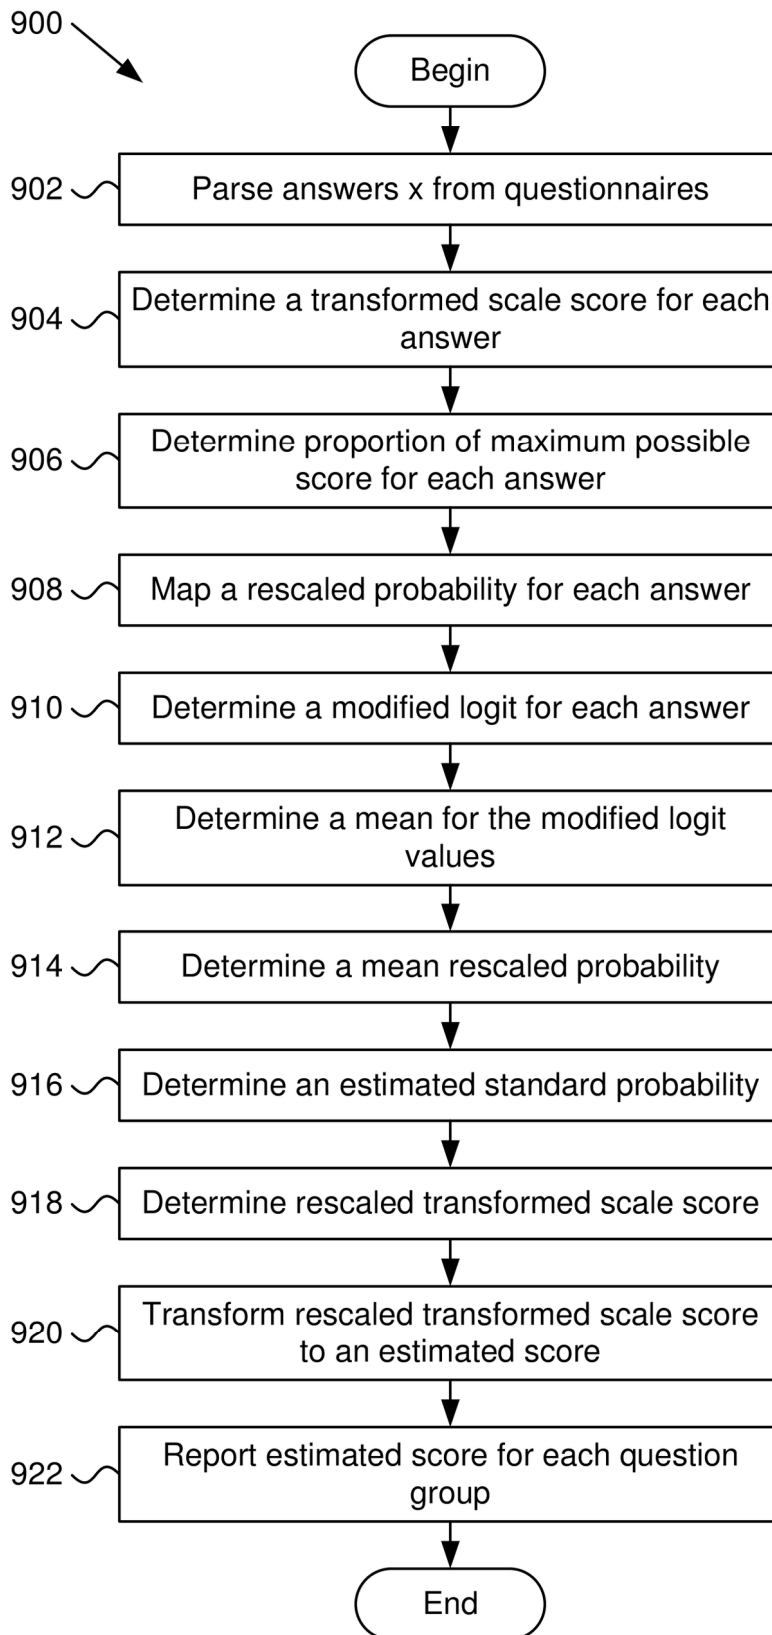 900
Begin
902
Parse answers x from questionnaires
904
Determine a transformed scale score for each
answer
906
Determine proportion of maximum possible
score for each answer
908
Map a rescaled probability for each answer
910
Determine a modified logit for each answer
912
Determine a mean for the modified logit
values
914
Determine a mean rescaled probability
916
Determine an estimated standard probability
918
Determine rescaled transformed scale score
920
Transform rescaled transformed scale score
to an estimated score
922
Report estimated score for each question
group
End